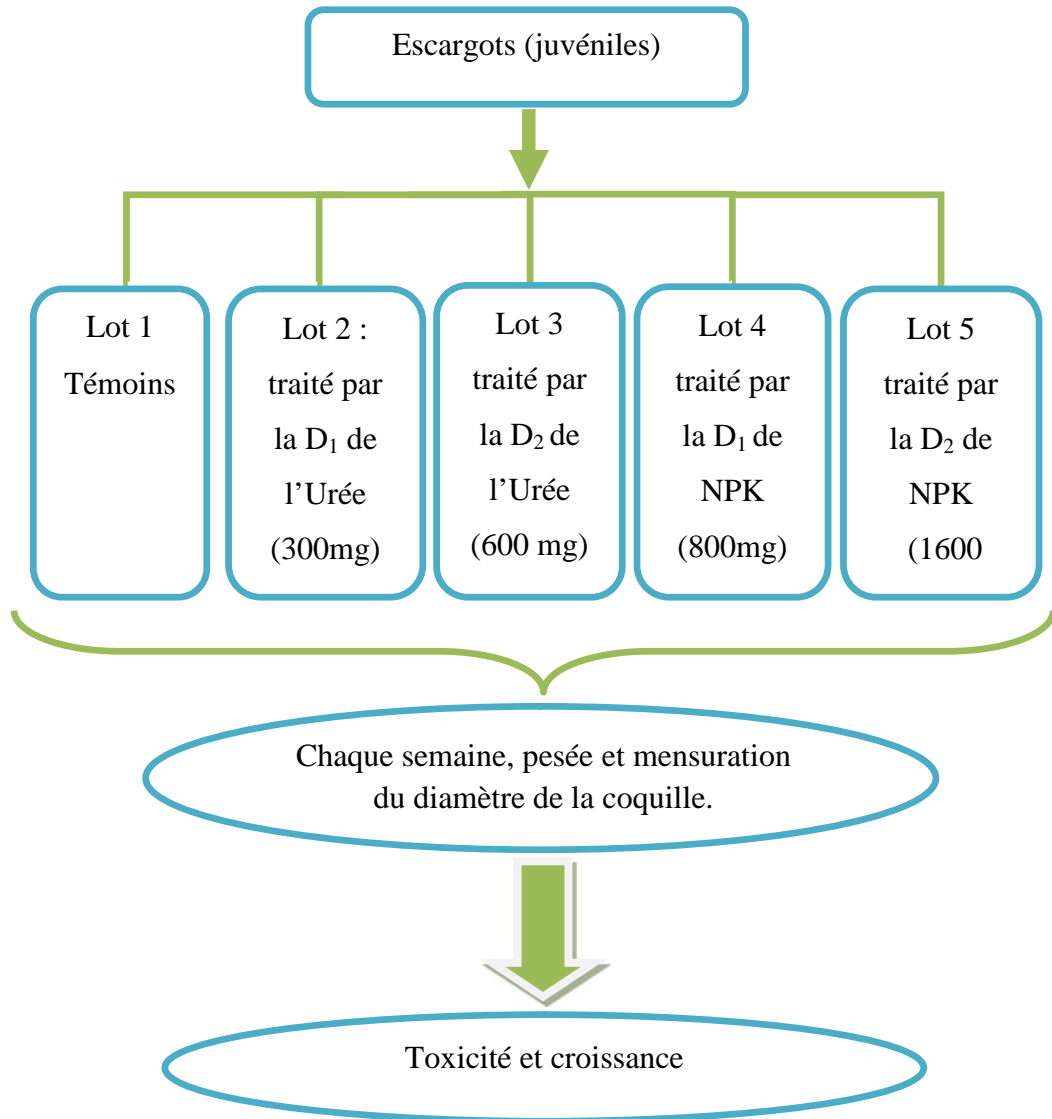 Escargots (juvéniles)
Lot 1
Témoins
Lot 2 :
traité par
la D₁ de
l’Urée
(300mg)
Lot 3
traité par
la D₂ de
l’Urée
(600 mg)
Lot 4
traité par
la D₁ de
NPK
(800mg)
Lot 5
traité par
la D₂ de
NPK
(1600
Chaque semaine, pesée et mensuration
du diamètre de la coquille.
Toxicité et croissance